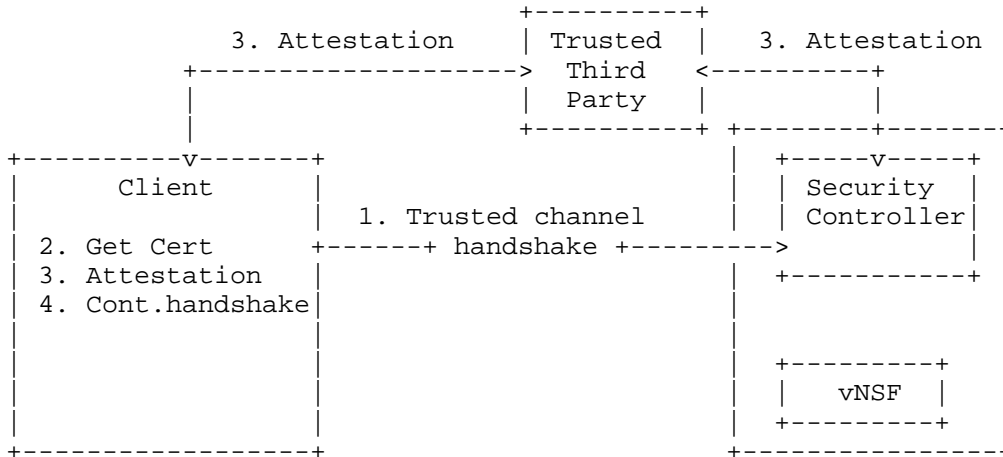 3. Attestation | Trusted | 3. Attestation
Third
Party
Client | Security
1. Trusted channel | Controller
2. Get Cert handshake
3. Attestation
4. Cont.handshake
vNSF